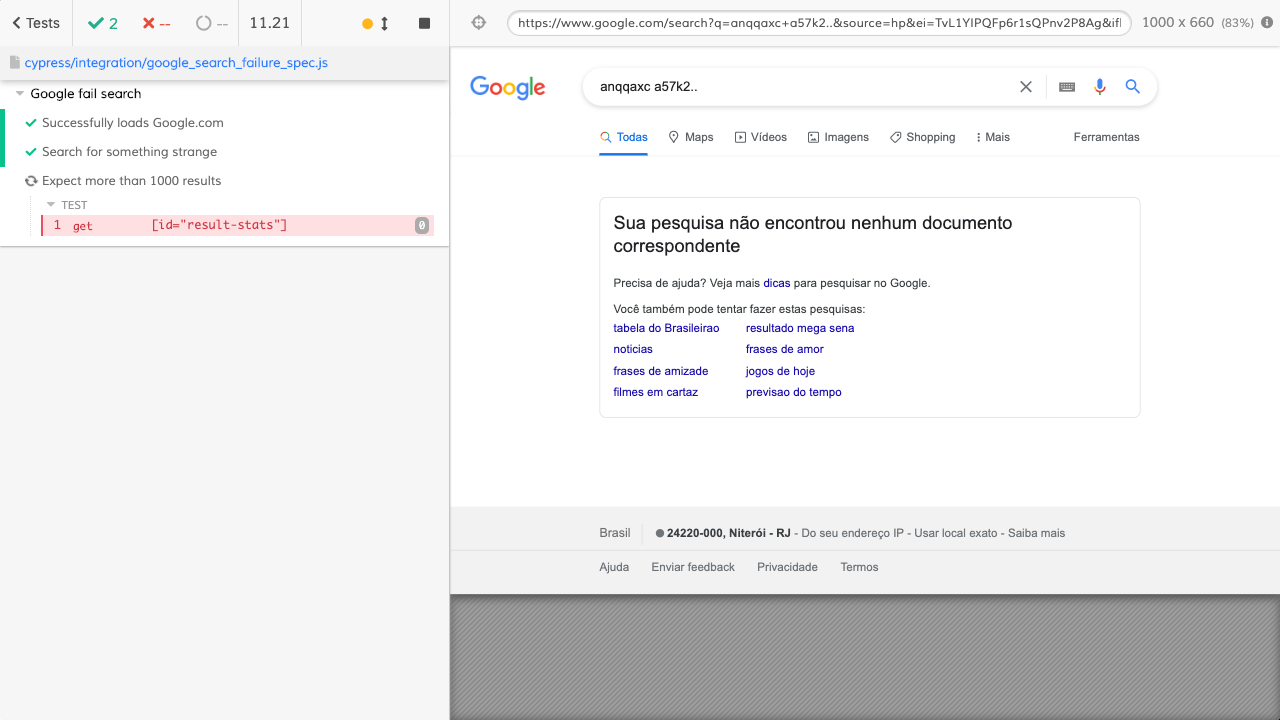 Tests
2
--
--
11.21
cypress/integration/google_search_failure_spec.js
Google fail search
Successfully loads Google.com
Search for something strange
Expect more than 1000 results
TEST
1 get [id="result-stats"] 0
https://www.google.com/search?q=anqqaxc+a57k2..&source=hp&ei=TvL1YIPQFp6r1sQPnv2P8Ag&ifl
1000 x 660 (83%)
Google
anqqaxc a57k2..
Todas Maps Vídeos Imagens Shopping Mais Ferramentas
Sua pesquisa não encontrou nenhum documento
correspondente
Precisa de ajuda? Veja mais dicas para pesquisar no Google.
Você também pode tentar fazer estas pesquisas:
tabela do Brasileirao resultado mega sena
noticias frases de amor
frases de amizade jogos de hoje
filmes em cartaz previsao do tempo
Brasil 24220-000, Niterói - RJ - Do seu endereço IP - Usar local exato - Saiba mais
Ajuda Enviar feedback Privacidade Termos